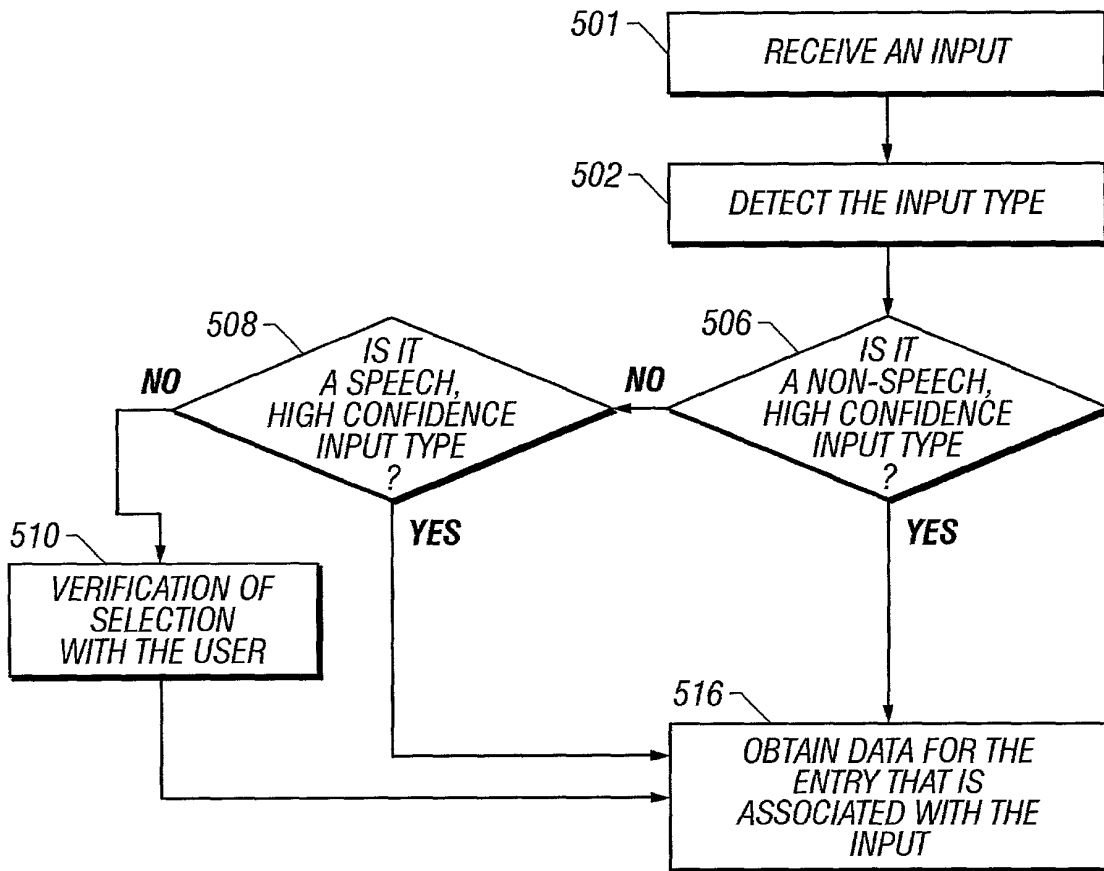 501
RECEIVE AN INPUT
502
DETECT THE INPUT TYPE
506
IS IT
A NON-SPEECH,
HIGH CONFIDENCE
INPUT TYPE
?
NO
YES
508
IS IT
A SPEECH,
HIGH CONFIDENCE
INPUT TYPE
?
NO
YES
510
VERIFICATION OF
SELECTION
WITH THE USER
516
OBTAIN DATA FOR THE
ENTRY THAT IS
ASSOCIATED WITH THE
INPUT